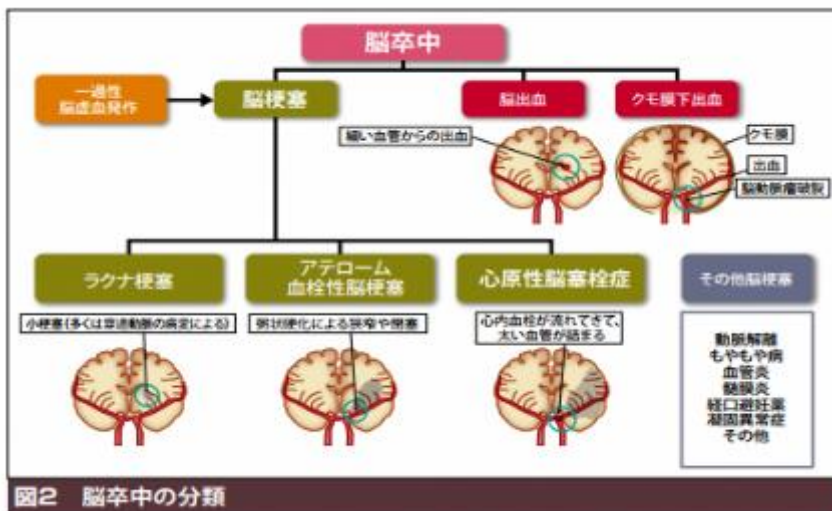 脳卒中
一過性
脳虚血発作
脳梗塞
脳出血
クモ膜下出血
細い血管からの出血
クモ膜
出血
脳動脈瘤破裂
ラクナ梗塞
アテローム
血栓性脳梗塞
心原性脳塞栓症
その他脳梗塞
小梗塞(多くは穿通動脈の病変による)
粥状硬化による狭窄や閉塞
心内血栓が流れてきて、
太い血管が詰まる
動脈解離
もやもや病
血管炎
髄膜炎
経口避妊薬
凝固異常症
その他
図2 脳卒中の分類